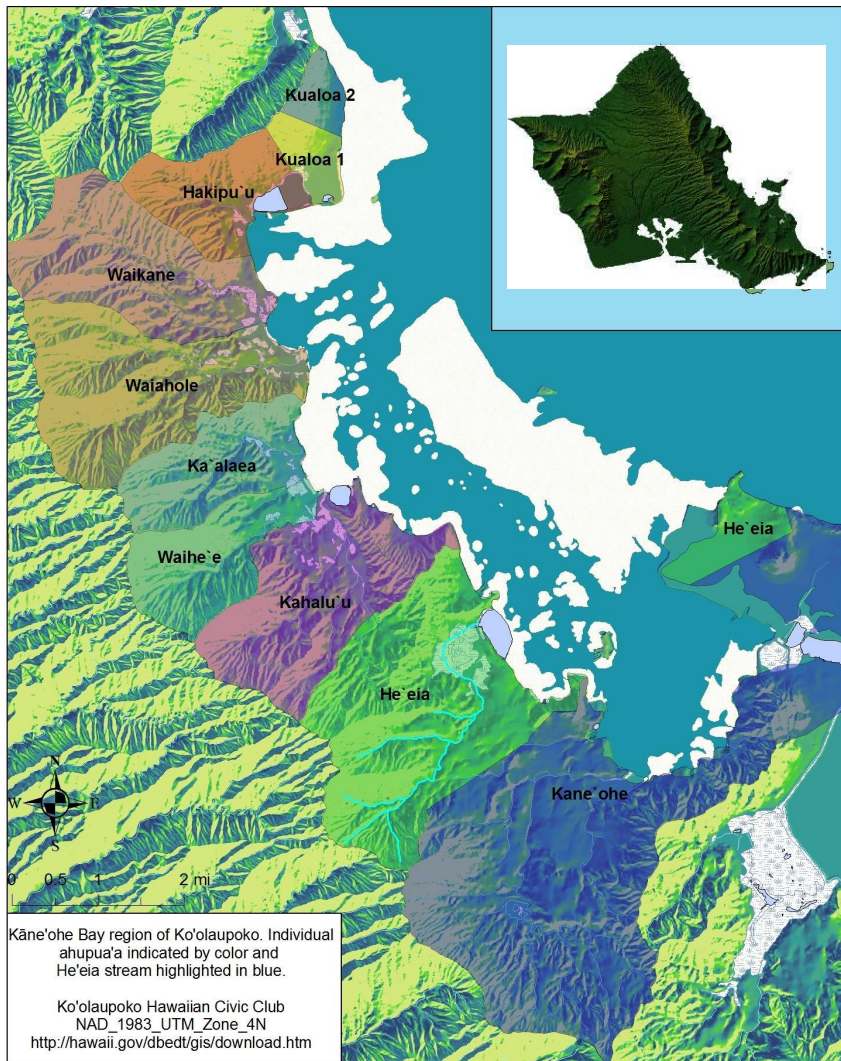 Kualoa 2
Kualoa 1
Hakipu`u
Waikane
Waiahole
Ka`alaea
He`eia
Waihe`e
Kahalu`u
He`eia
Kane`ohe
N
W E
S
0 0.5 1 2 mi
Kāne'ohe Bay region of Ko'olaupoko. Individual
ahupua'a indicated by color and
He'eia stream highlighted in blue.
Ko'olaupoko Hawaiian Civic Club
NAD_1983_UTM_Zone_4N
http://hawaii.gov/dbedt/gis/download.htm